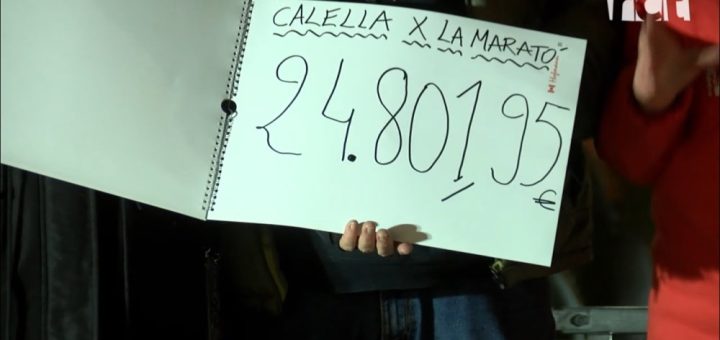 CALELLA X LA MARATÓ
24.801,95
€